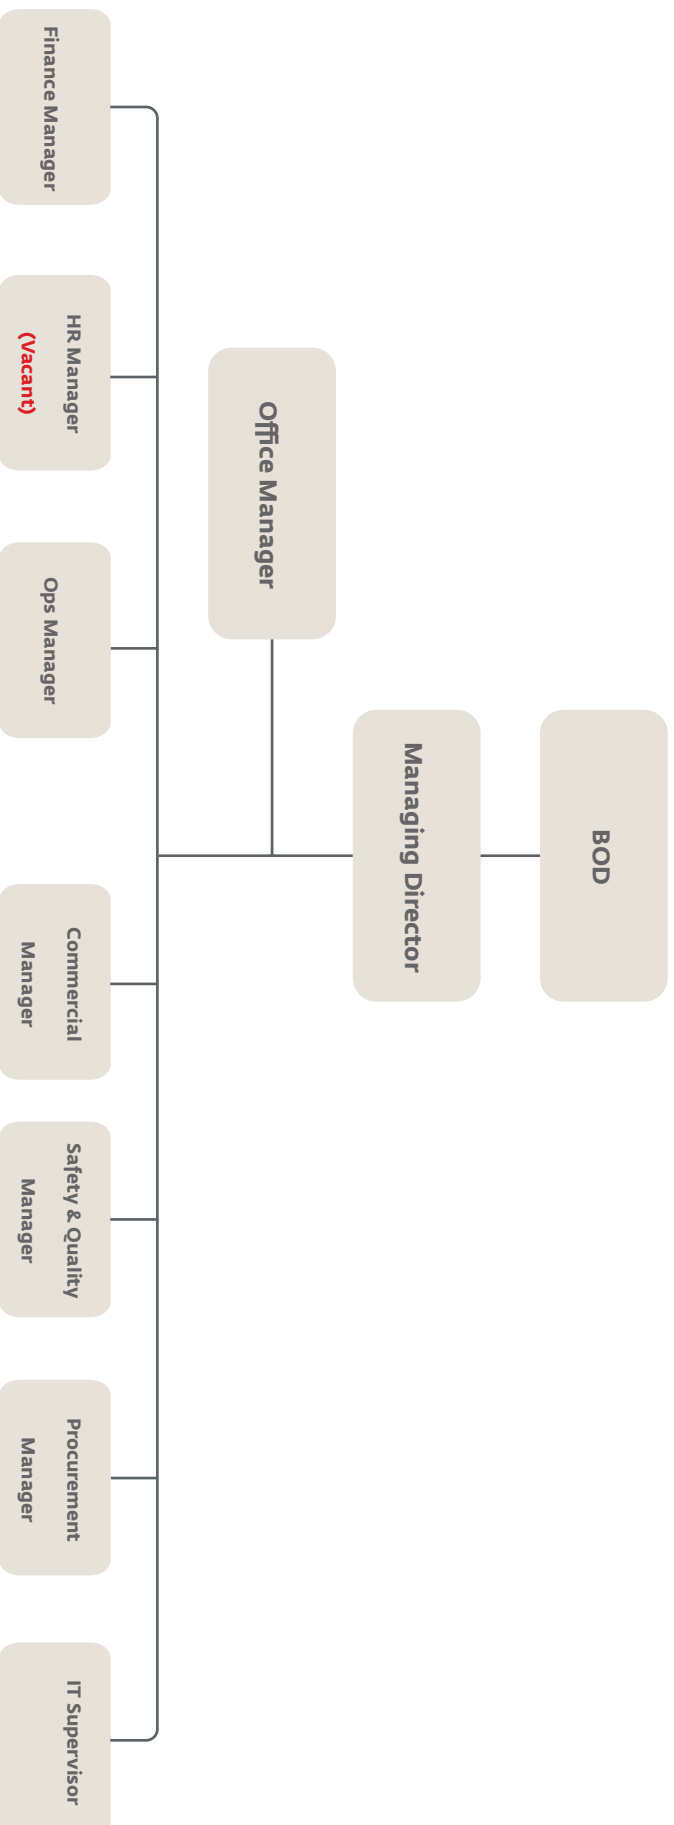 BOD
Managing Director
Office Manager
Finance Manager
HR Manager
(Vacant)
Ops Manager
Commercial
Manager
Safety & Quality
Manager
Procurement
Manager
IT Supervisor